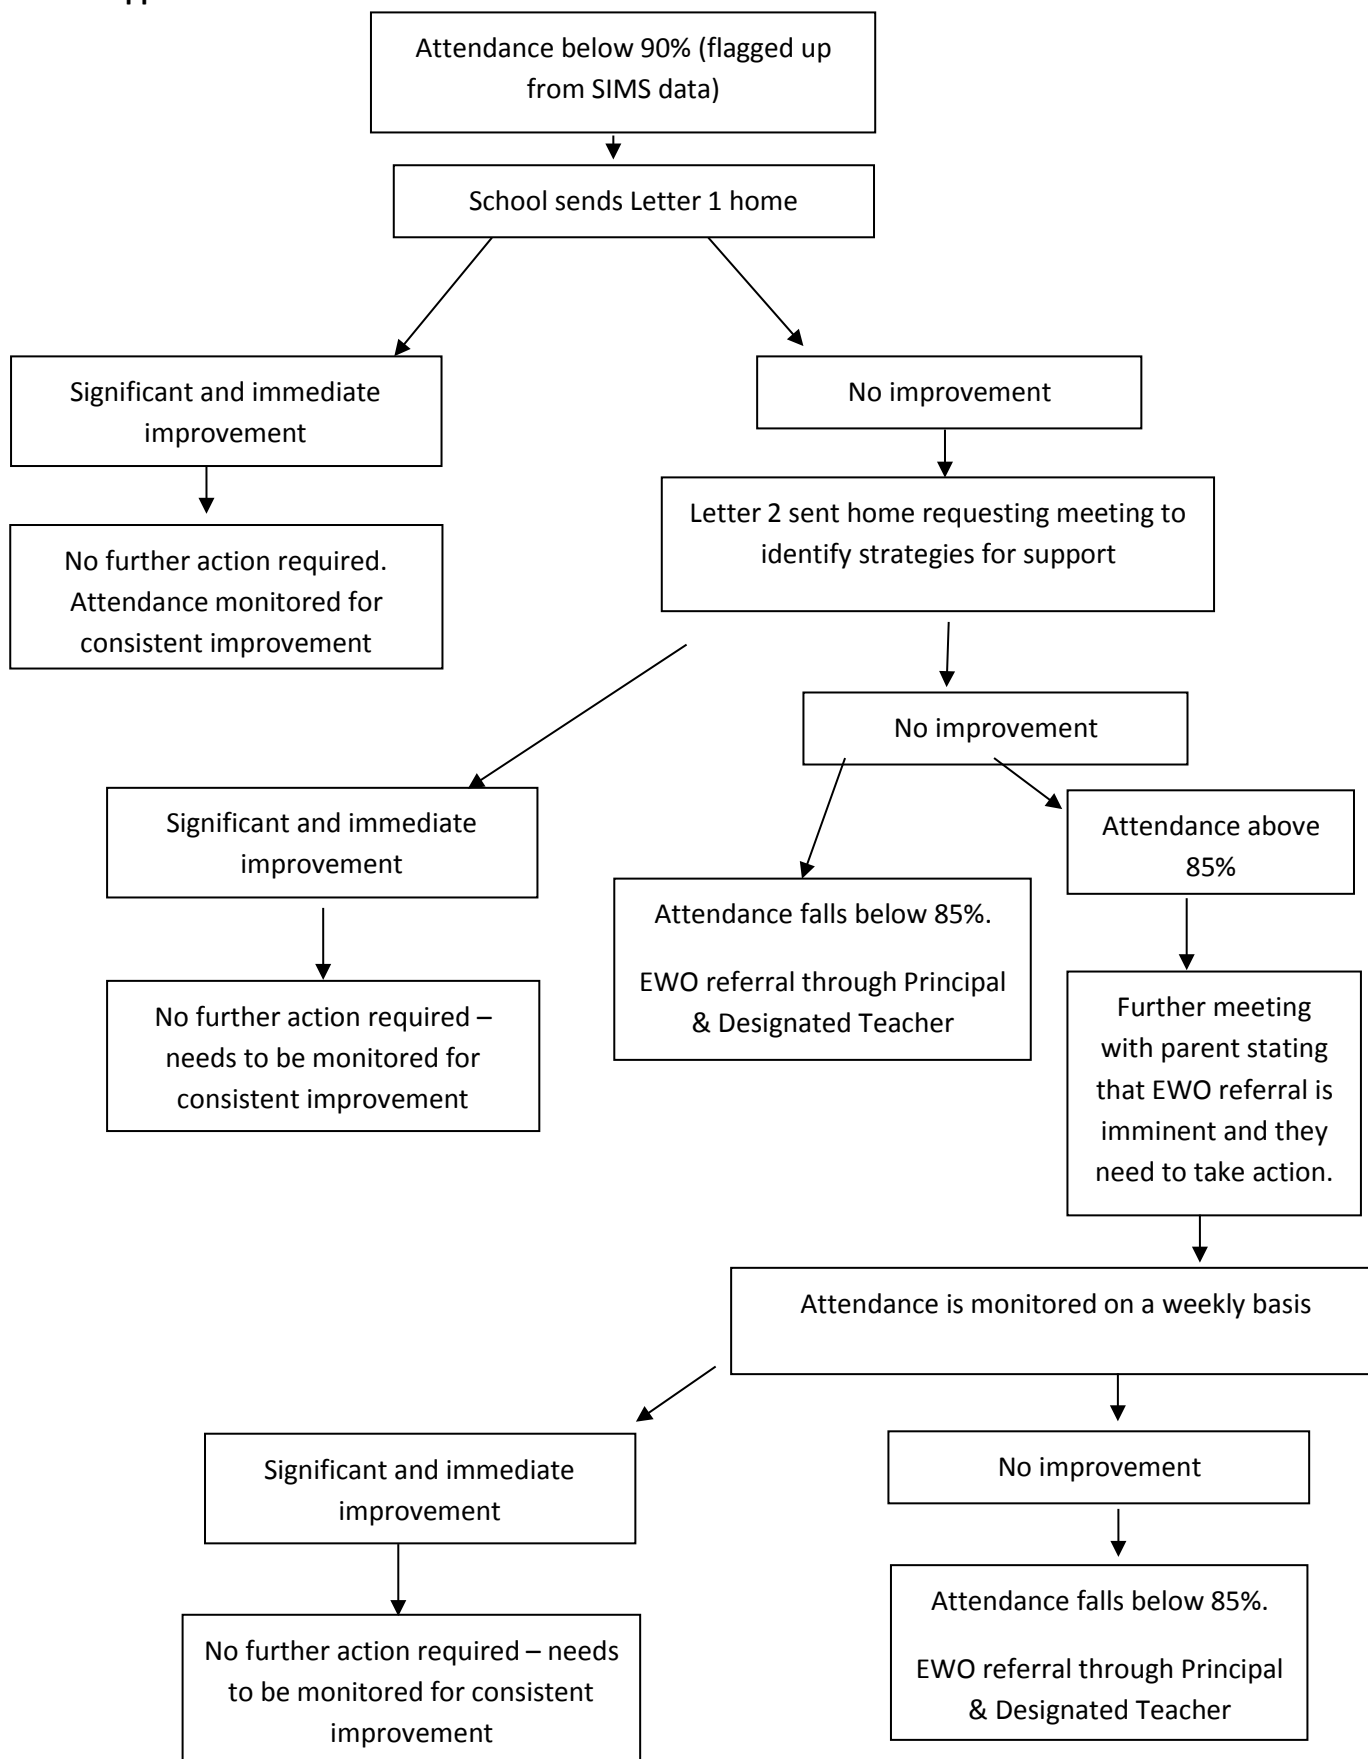 Attendance below 90% (flagged up
from SIMS data)
School sends Letter 1 home
Significant and immediate
improvement
No improvement
No further action required.
Attendance monitored for
consistent improvement
Letter 2 sent home requesting meeting to
identify strategies for support
No improvement
Significant and immediate
improvement
Attendance above
85%
Attendance falls below 85%.
EWO referral through Principal
& Designated Teacher
No further action required –
needs to be monitored for
consistent improvement
Further meeting
with parent stating
that EWO referral is
imminent and they
need to take action.
Attendance is monitored on a weekly basis
Significant and immediate
improvement
No improvement
No further action required – needs
to be monitored for consistent
improvement
Attendance falls below 85%.
EWO referral through Principal
& Designated Teacher